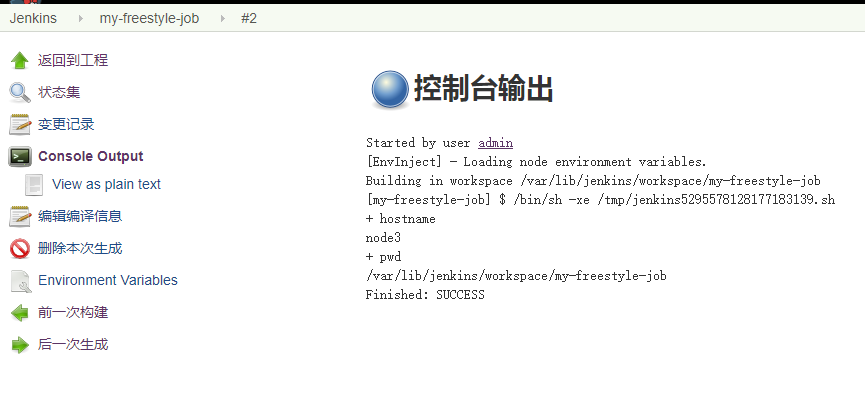 Jenkins my-freestyle-job #2
返回到工程
状态集
变更记录
Console Output
View as plain text
编辑编译信息
删除本次生成
Environment Variables
前一次构建
后一次生成
控制台输出
Started by user admin
[EnvInject] - Loading node environment variables.
Building in workspace /var/lib/jenkins/workspace/my-freestyle-job
[my-freestyle-job] $ /bin/sh -xe /tmp/jenkins5295578128177183139.sh
+ hostname
node3
+ pwd
/var/lib/jenkins/workspace/my-freestyle-job
Finished: SUCCESS